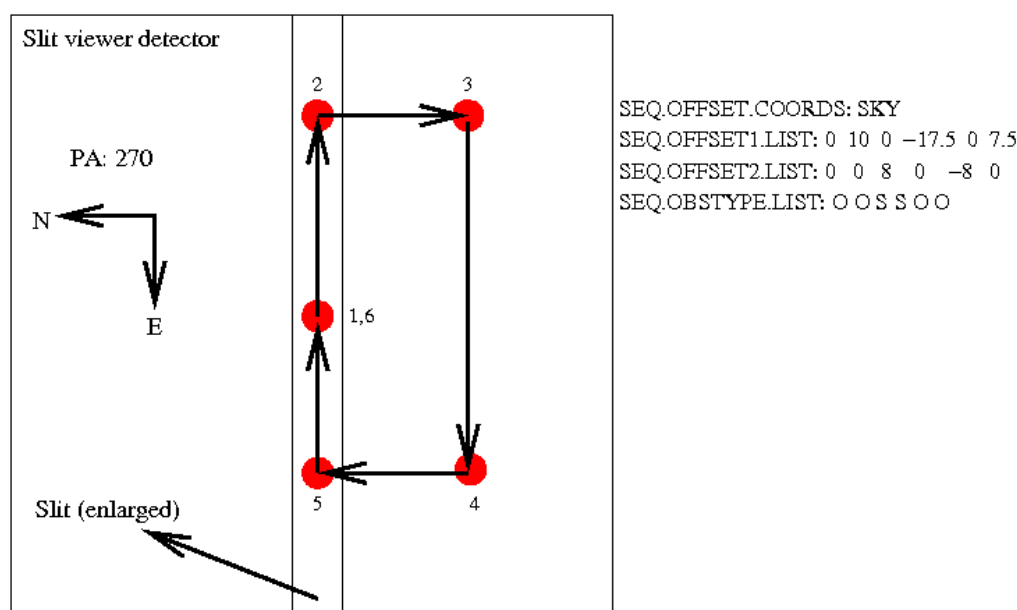 Slit viewer detector
2
3
SEQ.OFFSET.COORDS: SKY
SEQ.OFFSET1.LIST: 0 10 0 −17.5 0 7.5
PA: 270
SEQ.OFFSET2.LIST: 0 0 8 0 −8 0
SEQ.OBSTYPE.LIST: O O S S O O
N
E
1,6
Slit (enlarged)
5
4